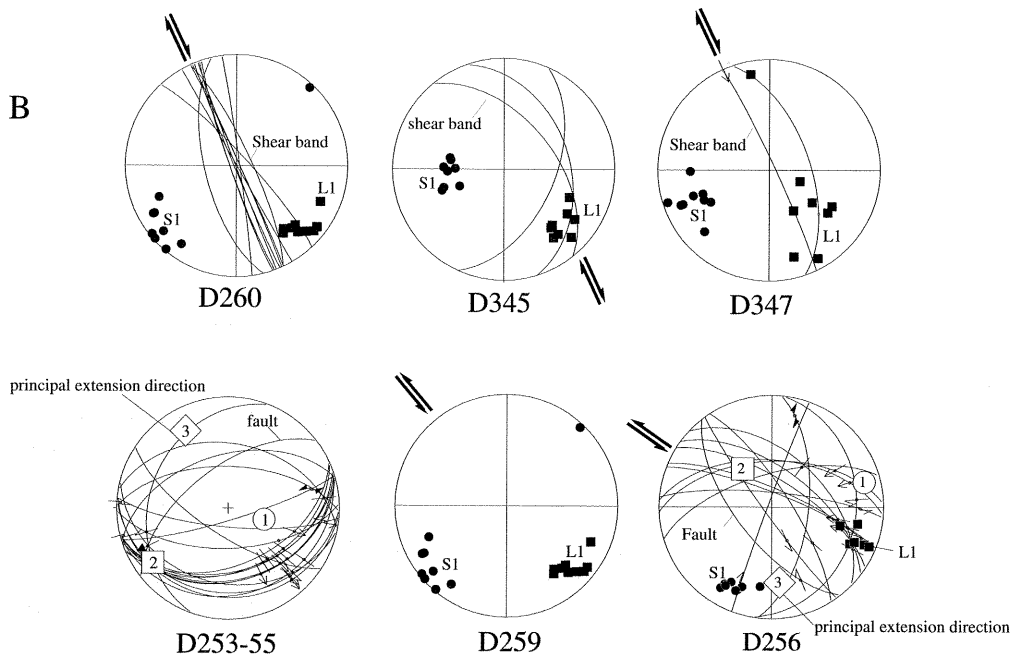 B
Shear band
S1
L1
D260
shear band
S1
L1
D345
Shear Band
S1
L1
D347
principal extension direction
3
fault
1
2
D253-55
S1
L1
D259
2
1
Fault
L1
S1
3
principal extension direction
D256